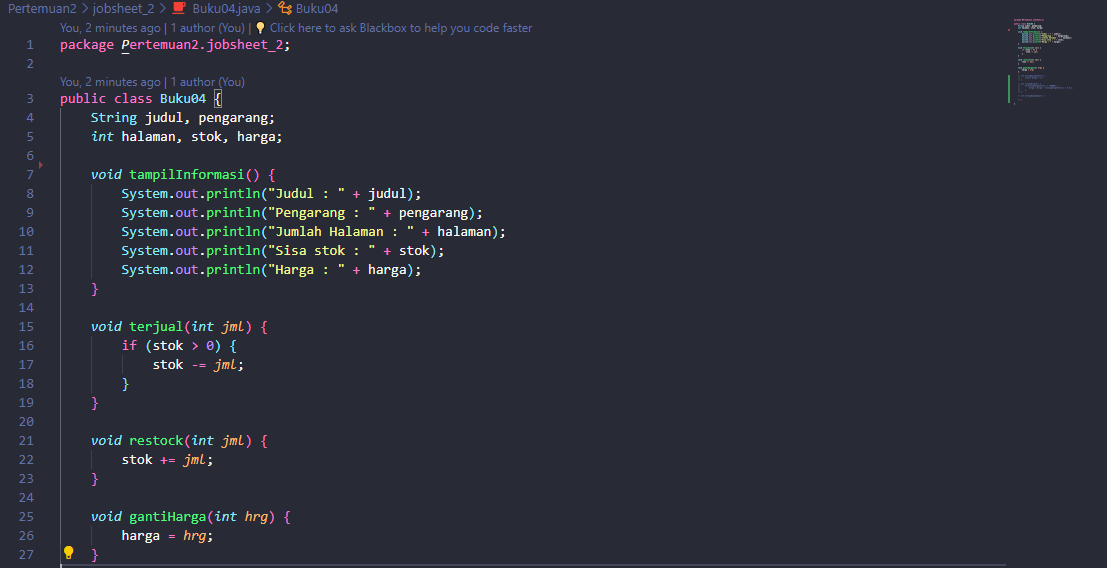 Pertemuan2 > jobsheet_2 > Buku04.java > Buku04
You, 2 minutes ago | 1 author (You) | Click here to ask Blackbox to help you code faster
1 package Pertemuan2.jobsheet_2;
2
You, 2 minutes ago | 1 author (You)
3 public class Buku04 {
4     String judul, pengarang;
5     int halaman, stok, harga;
6
7     void tampilInformasi() {
8         System.out.println("Judul : " + judul);
9         System.out.println("Pengarang : " + pengarang);
10         System.out.println("Jumlah Halaman : " + halaman);
11         System.out.println("Sisa stok : " + stok);
12         System.out.println("Harga : " + harga);
13     }
14
15     void terjual(int jml) {
16         if (stok > 0) {
17             stok -= jml;
18         }
19     }
20
21     void restock(int jml) {
22         stok += jml;
23     }
24
25     void gantiHarga(int hrg) {
26         harga = hrg;
27     }